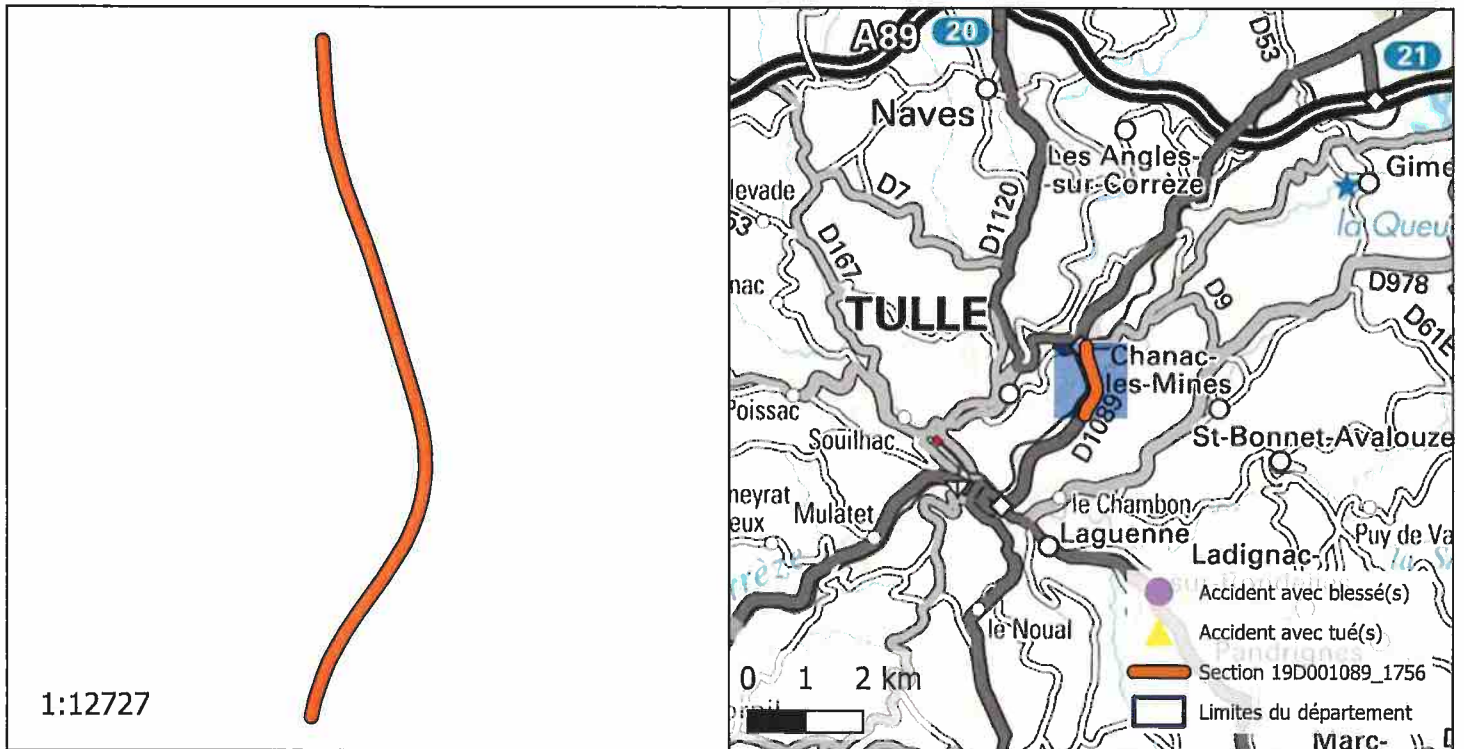 1:12727
A89
20
D53
21
Naves
Les Angles-
-sur-Corrèze
Gime
levade
D7
D1120
la Queu
D167
nac
D9
D978
TULLE
D61E
Chanac-
-les-Mines
Poissac
D1089
Souilhac
St-Bonnet-Avalouze
neyrat
eux
Mulatet
le Chambon
Laguenne
Puy de Va
Ladignac-
rrèze
la S
Accident avec blessé(s)
Accident avec tué(s)
le Noual
Pandrignes
0 1 2 km
Section 19D001089_1756
Limites du département
Marc-